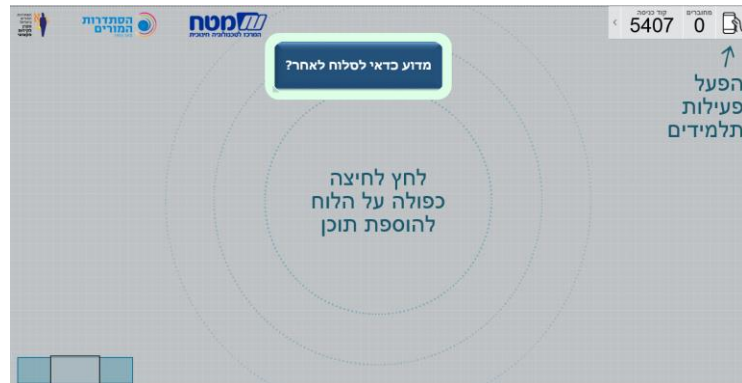 הסתדרות
המורים
מטח
המרכז לטכנולוגיה חינוכית
מחוברים
0
קוד כניסה
5407
מדוע כדאי לסלוח לאחר?
הפעל
פעילות
תלמידים
לחץ לחיצה
כפולה על הלוח
להוספת תוכן